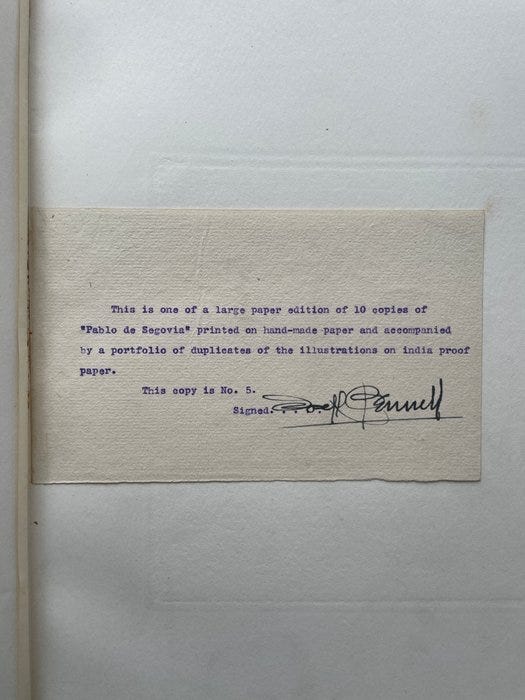 This is one of a large paper edition of 10 copies of
"Pablo de Segovia" printed on hand-made paper and accompanied
by a portfolio of duplicates of the illustrations on india proof
paper.
This copy is No. 5.
Signed. . . . Joseph Pennell